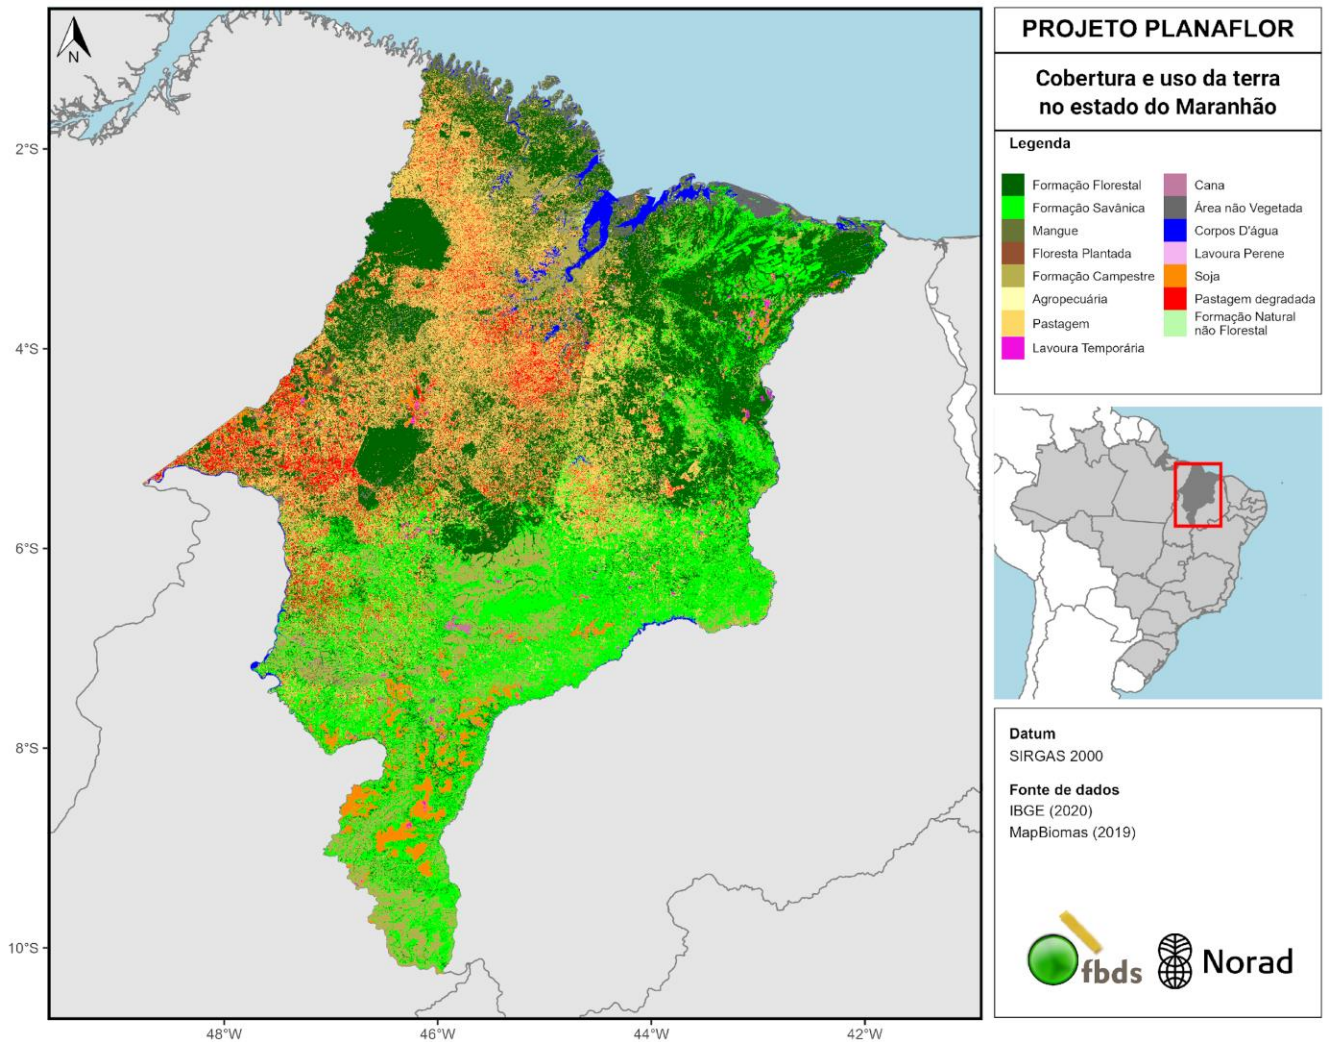 N
2°S
4°S
6°S
8°S
10°S
48°W
46°W
44°W
42°W
PROJETO PLANAFLOR
Cobertura e uso da terra
no estado do Maranhão
Legenda
Formação Florestal
Formação Savânica
Mangue
Floresta Plantada
Formação Campestre
Agropecuária
Pastagem
Lavoura Temporária
Cana
Área não Vegetada
Corpos D'água
Lavoura Perene
Soja
Pastagem degradada
Formação Natural
não Florestal
Datum
SIRGAS 2000
Fonte de dados
IBGE (2020)
MapBiomas (2019)
fbds
Norad